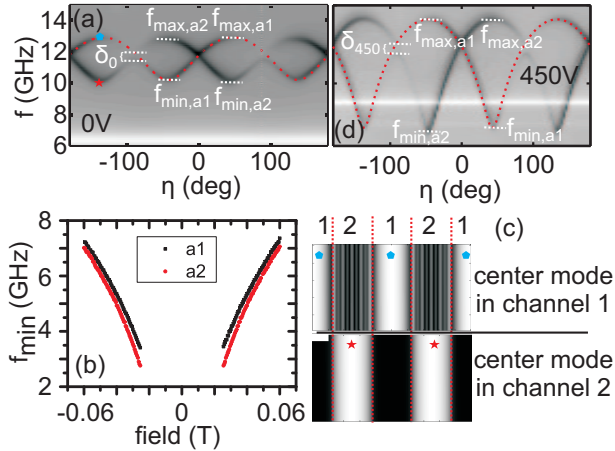 (a)
f_max,a2
f_max,a1
δ_0
f_min,a1
f_min,a2
0V
f (GHz)
14
12
10
8
6
-100
0
100
η (deg)
δ_450
f_max,a1
f_max,a2
450V
(d)
f_min,a2
f_min,a1
-100
0
100
η (deg)
8
6
4
2
f_min (GHz)
a1
a2
(b)
-0.06
0
0.06
field (T)
1 2 1 2 1 (c)
center mode
in channel 1
center mode
in channel 2